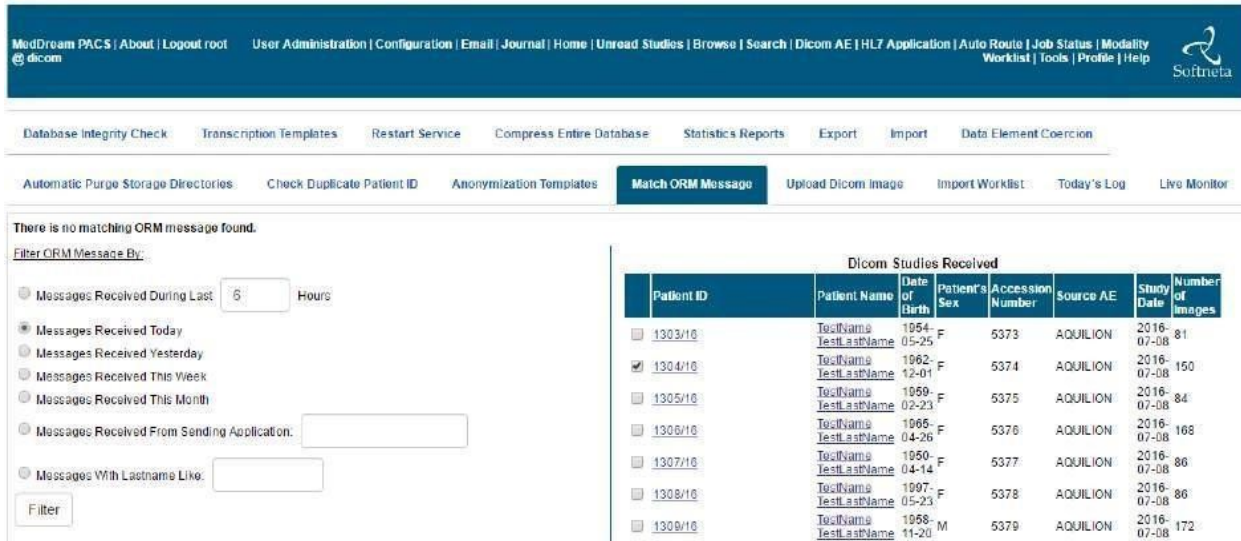 MedDream PACS | About | Logout root
@ dicom
User Administration | Configuration | Email | Journal | Home | Unread Studies | Browse | Search | Dicom AE | HL7 Application | Auto Route | Job Status | Modality
Worklist | Tools | Profile | Help
Softneta
Database Integrity Check Transcription Templates Restart Service Compress Entire Database Statistics Reports Export Import Data Element Coercion
Automatic Purge Storage Directories Check Duplicate Patient ID Anonymization Templates Match ORM Message Upload Dicom Image Import Worklist Today's Log Live Monitor
There is no matching ORM message found.
Filter ORM Message By:
Messages Received During Last 6 Hours
Messages Received Today
Messages Received Yesterday
Messages Received This Week
Messages Received This Month
Messages Received From Sending Application:
Messages With Lastname Like:
Filter
Dicom Studies Received
Patient ID Patient Name Date of Birth Patient's Sex Accession Number Source AE Study Date Number of Images
1303/16 TestName TestLastName 1954-05-25 F 5373 AQUILION 2016-07-08 81
1304/16 TestName TestLastName 1962-12-01 F 5374 AQUILION 2016-07-08 150
1305/16 TestName TestLastName 1959-02-23 F 5375 AQUILION 2016-07-08 84
1306/16 TestName TestLastName 1965-04-26 F 5376 AQUILION 2016-07-08 168
1307/16 TestName TestLastName 1950-04-14 F 5377 AQUILION 2016-07-08 86
1308/16 TestName TestLastName 1997-05-23 F 5378 AQUILION 2016-07-08 86
1309/16 TestName TestLastName 1958-11-20 M 5379 AQUILION 2016-07-08 172